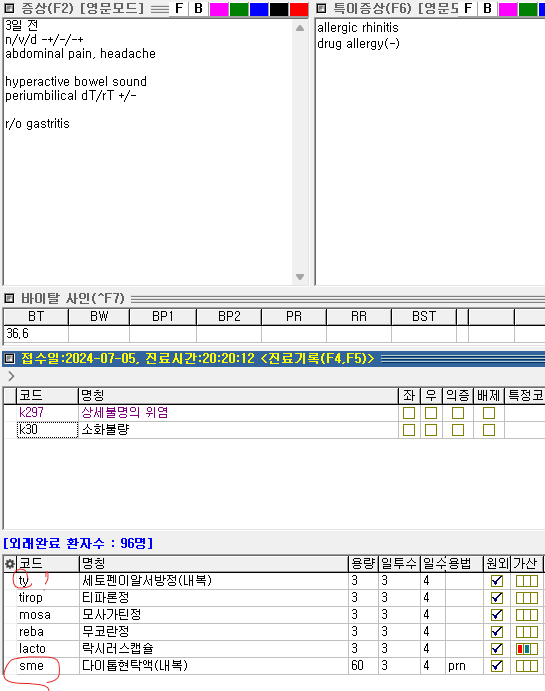 증상(F2) [영문모드] F B
3일 전
n/v/d -+/-/-+
abdominal pain, headache
hyperactive bowel sound
periumbilical dT/rT +/-
r/o gastritis
특이증상(F6) [영문5 F B
allergic rhinitis
drug allergy(-)
바이탈 사인(^F7)
BT BW BP1 BP2 PR RR BST
36,6
접수일:2024-07-05, 진료시간:20:20:12 <진료기록(F4,F5)>
코드 명칭 좌 우 의증 배제 특정코
k297 상세불명의 위염
k30 소화불량
[외래완료 환자수 : 96명]
코드 명칭 용량 일투수 일수 용법 원외 가산
ty 세토펜이알서방정(내복) 3 3 4
tirop 티파론정 3 3 4
mosa 모사가틴정 3 3 4
reba 무코란정 3 3 4
lacto 락시러스캡슐 3 3 4
sme 다이톱현탁액(내복) 60 3 4 prn